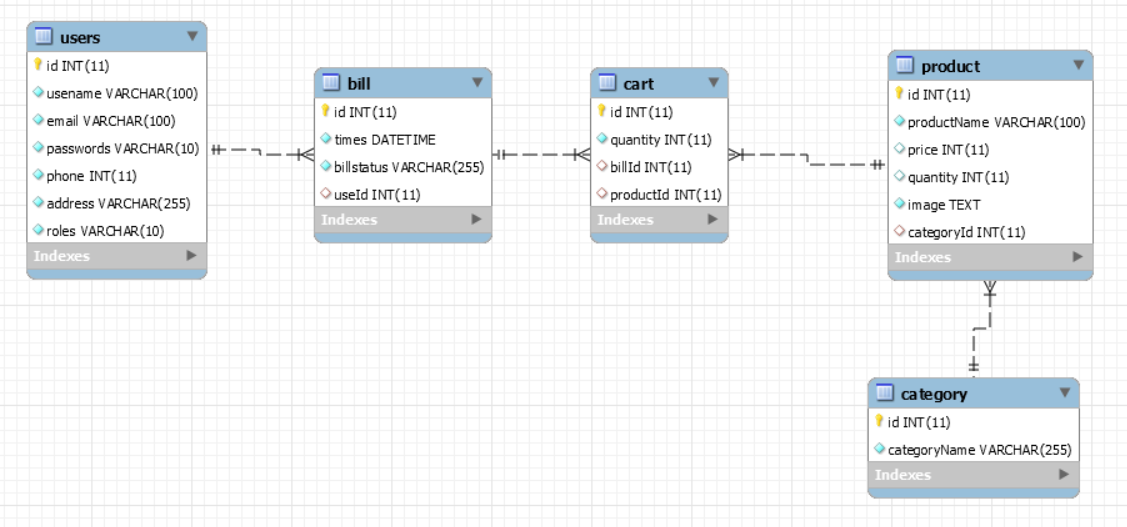 users
id INT(11)
usename VARCHAR(100)
email VARCHAR(100)
passwords VARCHAR(10)
phone INT(11)
address VARCHAR(255)
roles VARCHAR(10)
Indexes
bill
id INT(11)
times DATETIME
billstatus VARCHAR(255)
useId INT(11)
Indexes
cart
id INT(11)
quantity INT(11)
billId INT(11)
productId INT(11)
Indexes
product
id INT(11)
productName VARCHAR(100)
price INT(11)
quantity INT(11)
image TEXT
categoryId INT(11)
Indexes
category
id INT(11)
categoryName VARCHAR(255)
Indexes